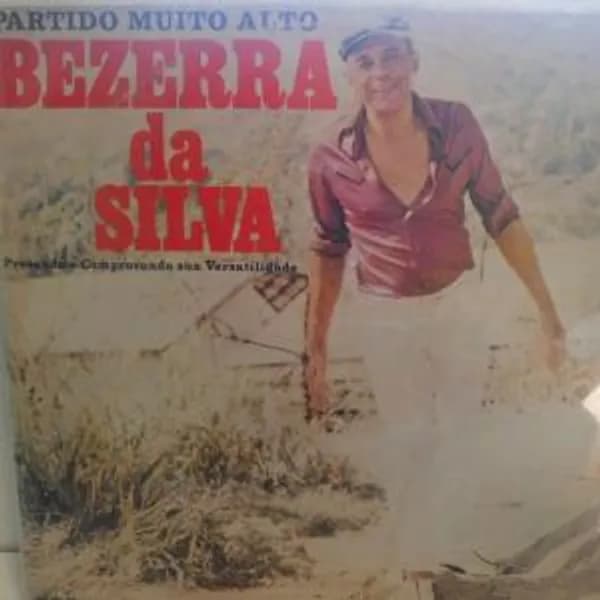 PARTIDO MUITO ALTO
BEZERRA
da
SILVA
Provando e Comprovando sua Versatilidade